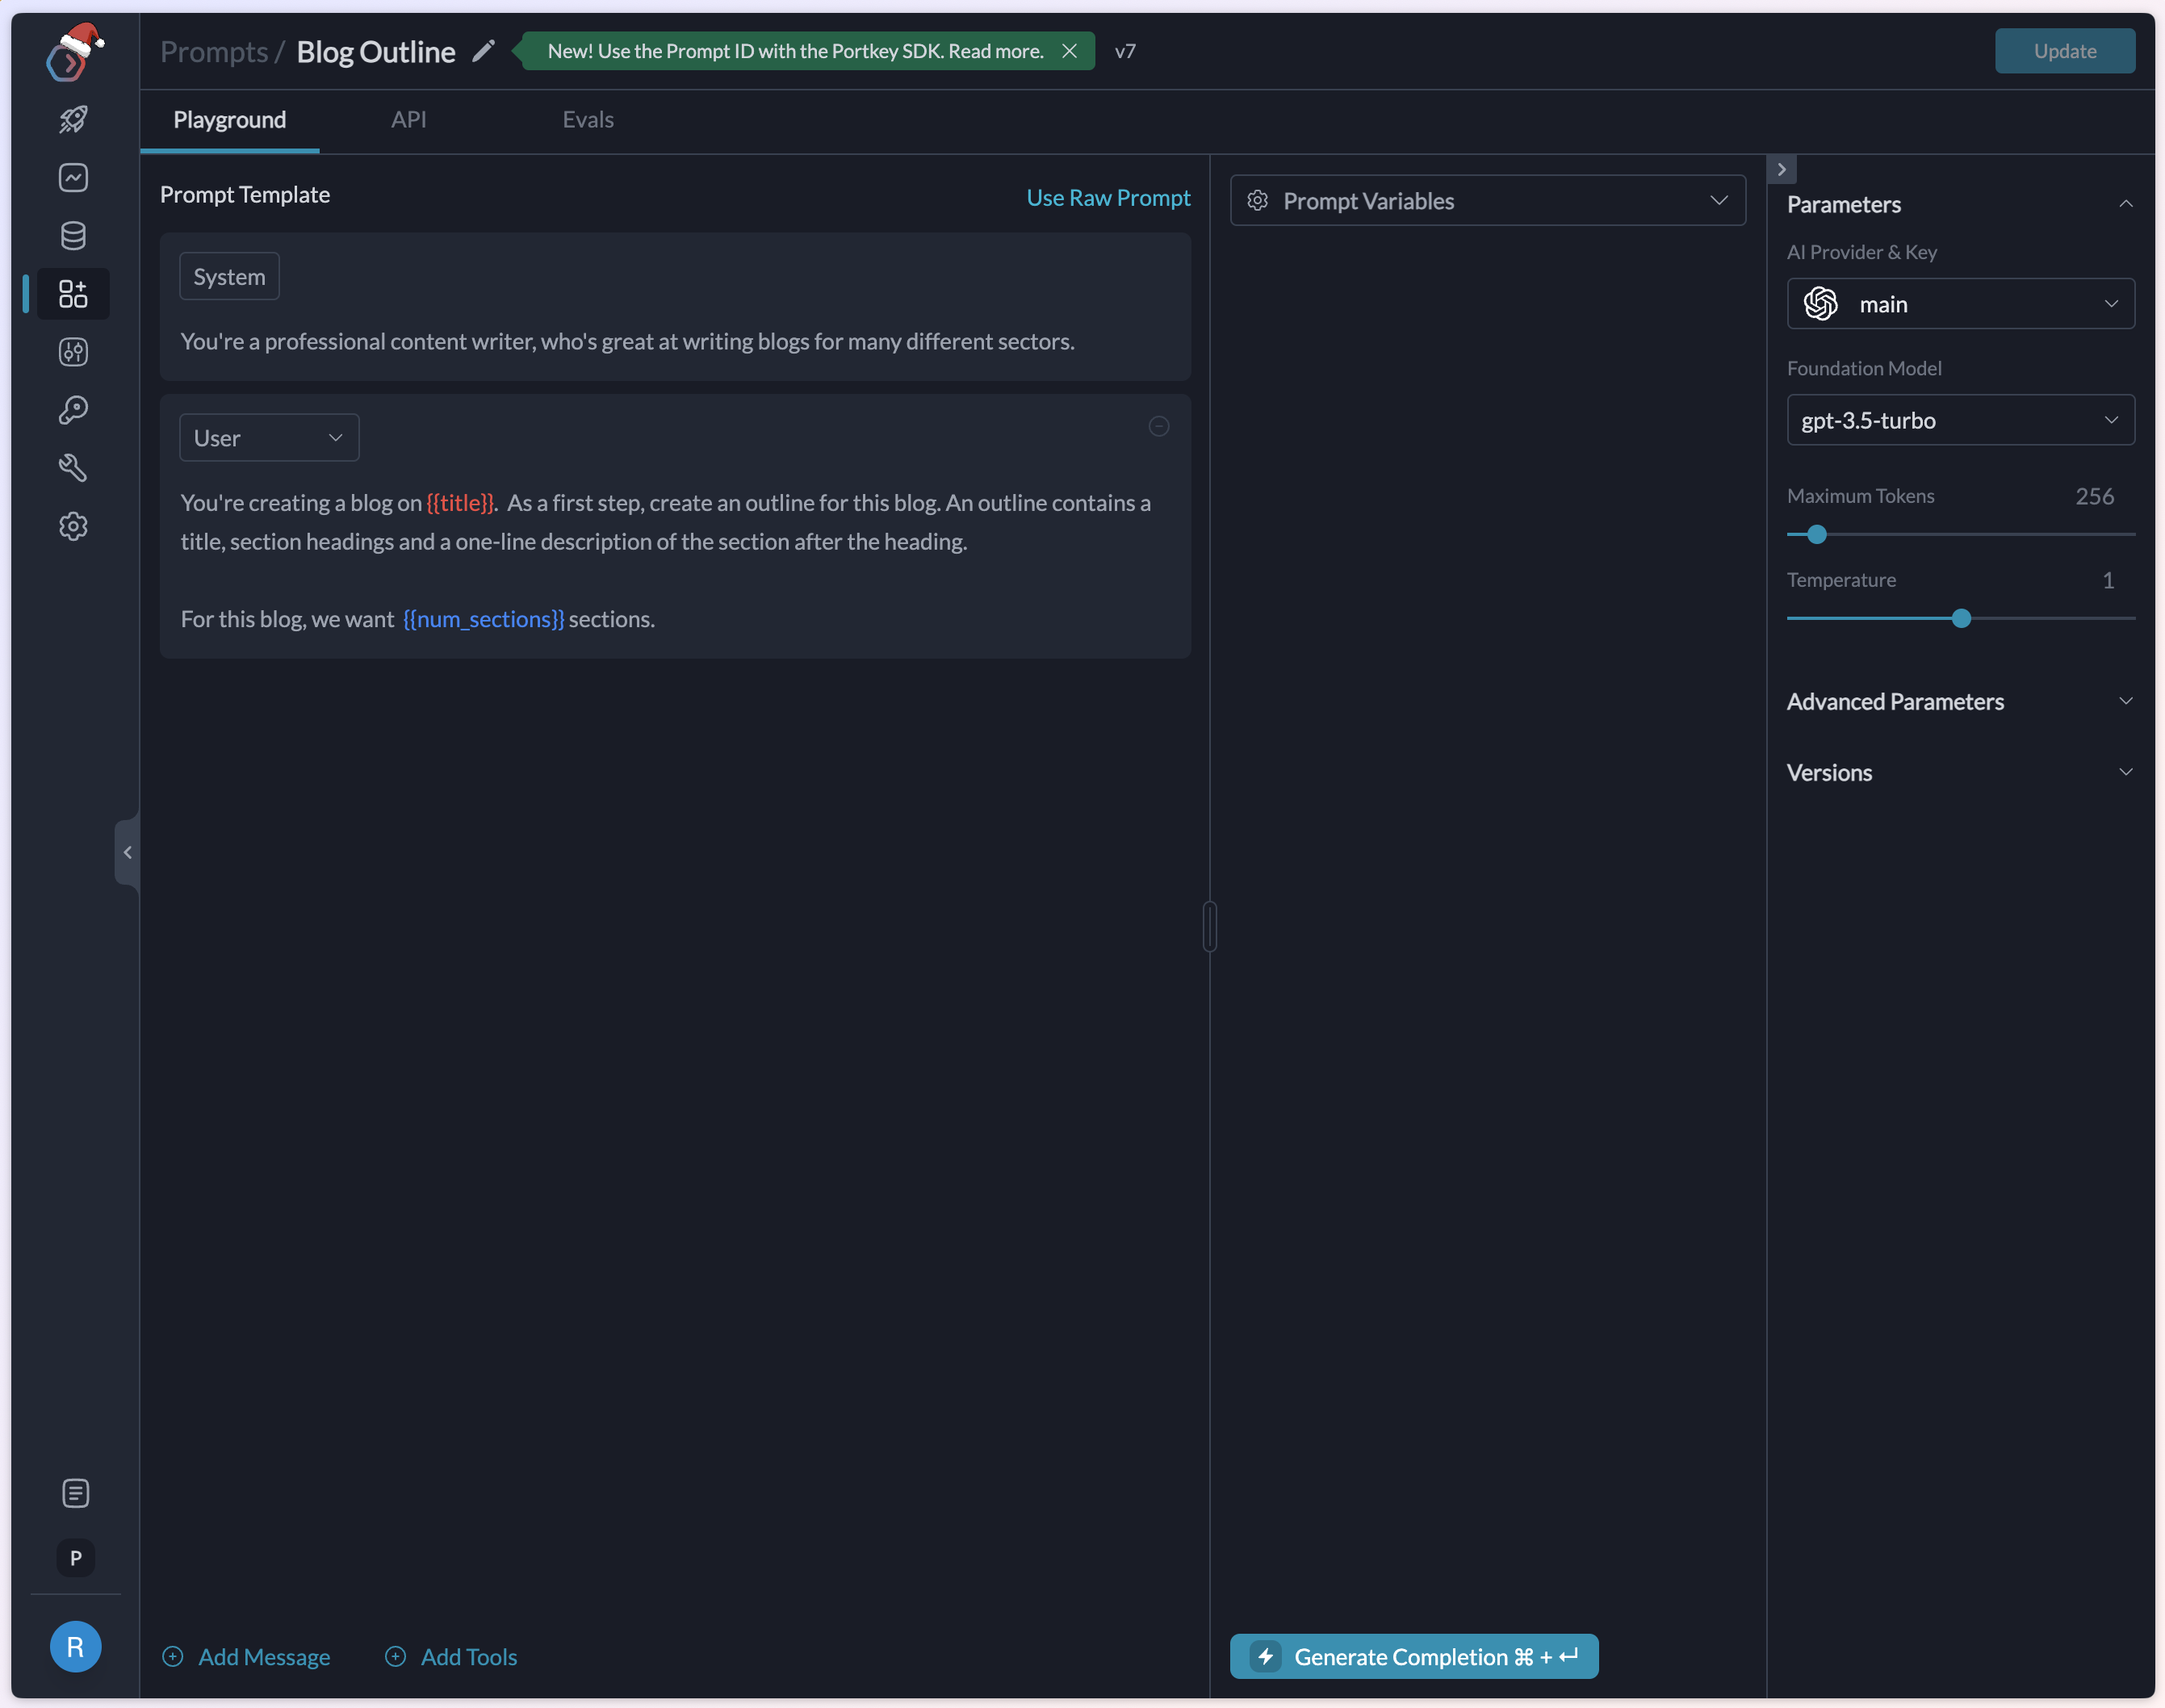 Prompts / Blog Outline
New! Use the Prompt ID with the Portkey SDK. Read more.
v7
Update
Playground
API
Evals
Prompt Template
Use Raw Prompt
System
You're a professional content writer, who's great at writing blogs for many different sectors.
User
You're creating a blog on {{title}}. As a first step, create an outline for this blog. An outline contains a
title, section headings and a one-line description of the section after the heading.
For this blog, we want {{num_sections}} sections.
Add Message
Add Tools
Prompt Variables
Generate Completion ⌘ + ↵
Parameters
AI Provider & Key
main
Foundation Model
gpt-3.5-turbo
Maximum Tokens 256
Temperature 1
Advanced Parameters
Versions
P
R